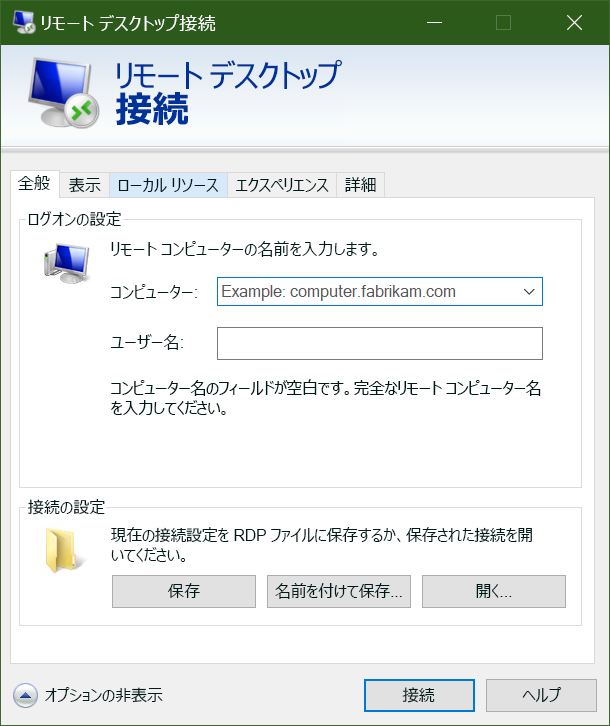 リモート デスクトップ接続
リモート デスクトップ
接続
全般
表示
ローカル リソース
エクスペリエンス
詳細
ログオンの設定
リモート コンピューターの名前を入力します。
コンピューター:
Example: computer.fabrikam.com
ユーザー名:
コンピューター名のフィールドが空白です。完全なリモート コンピューター名
を入力してください。
接続の設定
現在の接続設定を RDP ファイルに保存するか、保存された接続を開
いてください。
保存
名前を付けて保存...
開く...
オプションの非表示
接続
ヘルプ